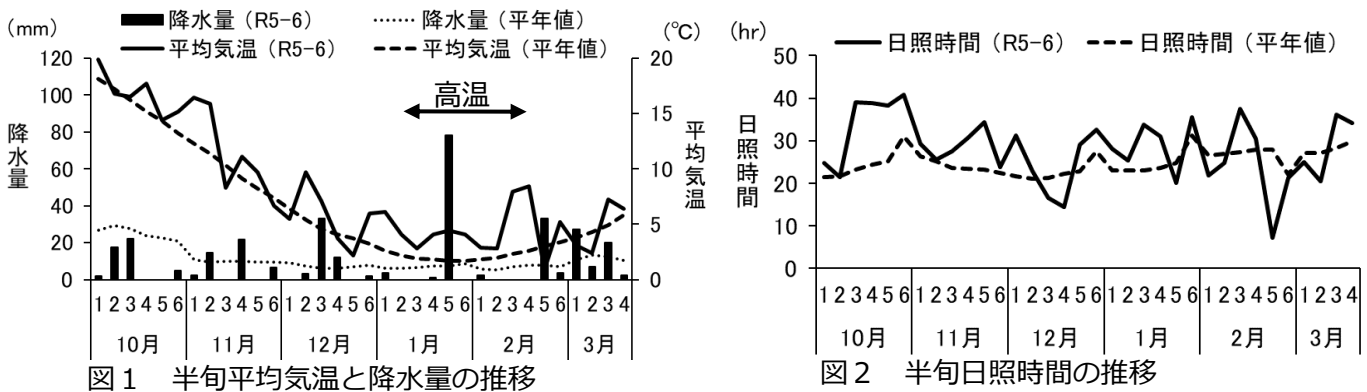 (mm)
降水量(R5-6)
降水量(平年値)
平均気温(R5-6)
平均気温(平年値)
(℃)
120
100
80
60
40
20
0
降水量
高温
20
15
10
5
0
平均気温
1 2 3 4 5 6 1 2 3 4 5 6 1 2 3 4 5 6 1 2 3 4 5 6 1 2 3 4 5 6 1 2 3 4
10月 11月 12月 1月 2月 3月
図1 半旬平均気温と降水量の推移
(hr)
日照時間(R5-6)
日照時間(平年値)
50
40
30
20
10
0
日照時間
1 2 3 4 5 6 1 2 3 4 5 6 1 2 3 4 5 6 1 2 3 4 5 6 1 2 3 4 5 6 1 2 3 4
10月 11月 12月 1月 2月 3月
図2 半旬日照時間の推移